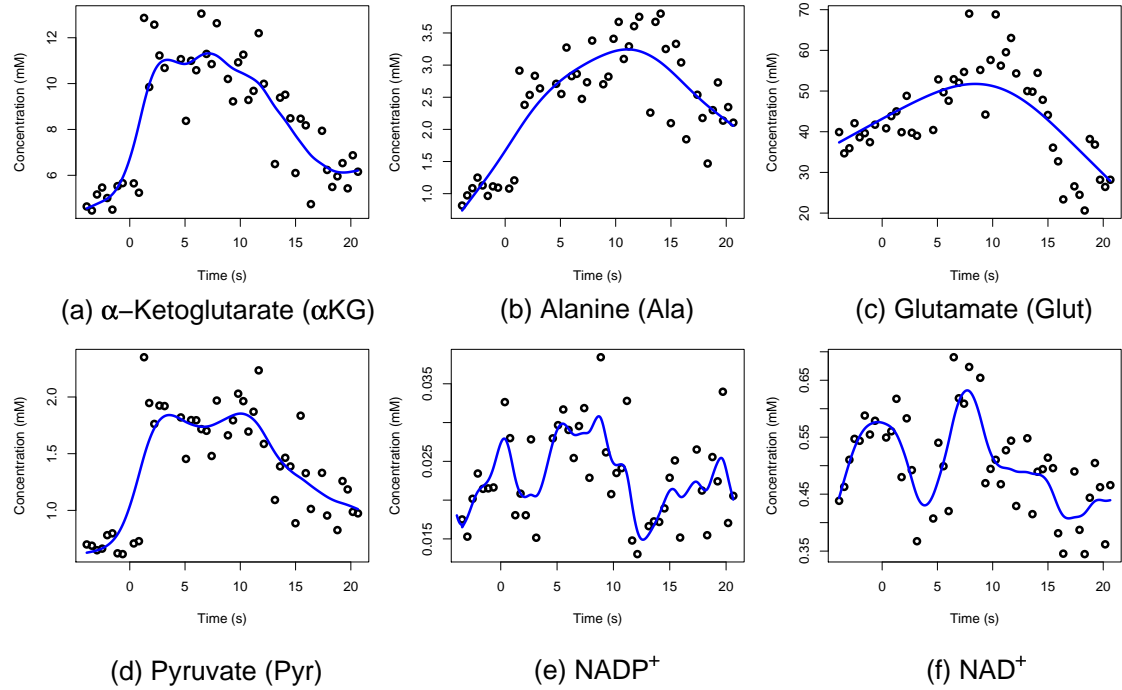 Concentration (mM)
6 8 10 12
0 5 10 15 20
Time (s)
(a) α−Ketoglutarate (αKG)
Concentration (mM)
1.0 1.5 2.0 2.5 3.0 3.5
0 5 10 15 20
Time (s)
(b) Alanine (Ala)
Concentration (mM)
20 30 40 50 60 70
0 5 10 15 20
Time (s)
(c) Glutamate (Glut)
Concentration (mM)
1.0 1.5 2.0
0 5 10 15 20
Time (s)
(d) Pyruvate (Pyr)
Concentration (mM)
0.015 0.025 0.035
0 5 10 15 20
Time (s)
(e) NADP⁺
Concentration (mM)
0.35 0.45 0.55 0.65
0 5 10 15 20
Time (s)
(f) NAD⁺